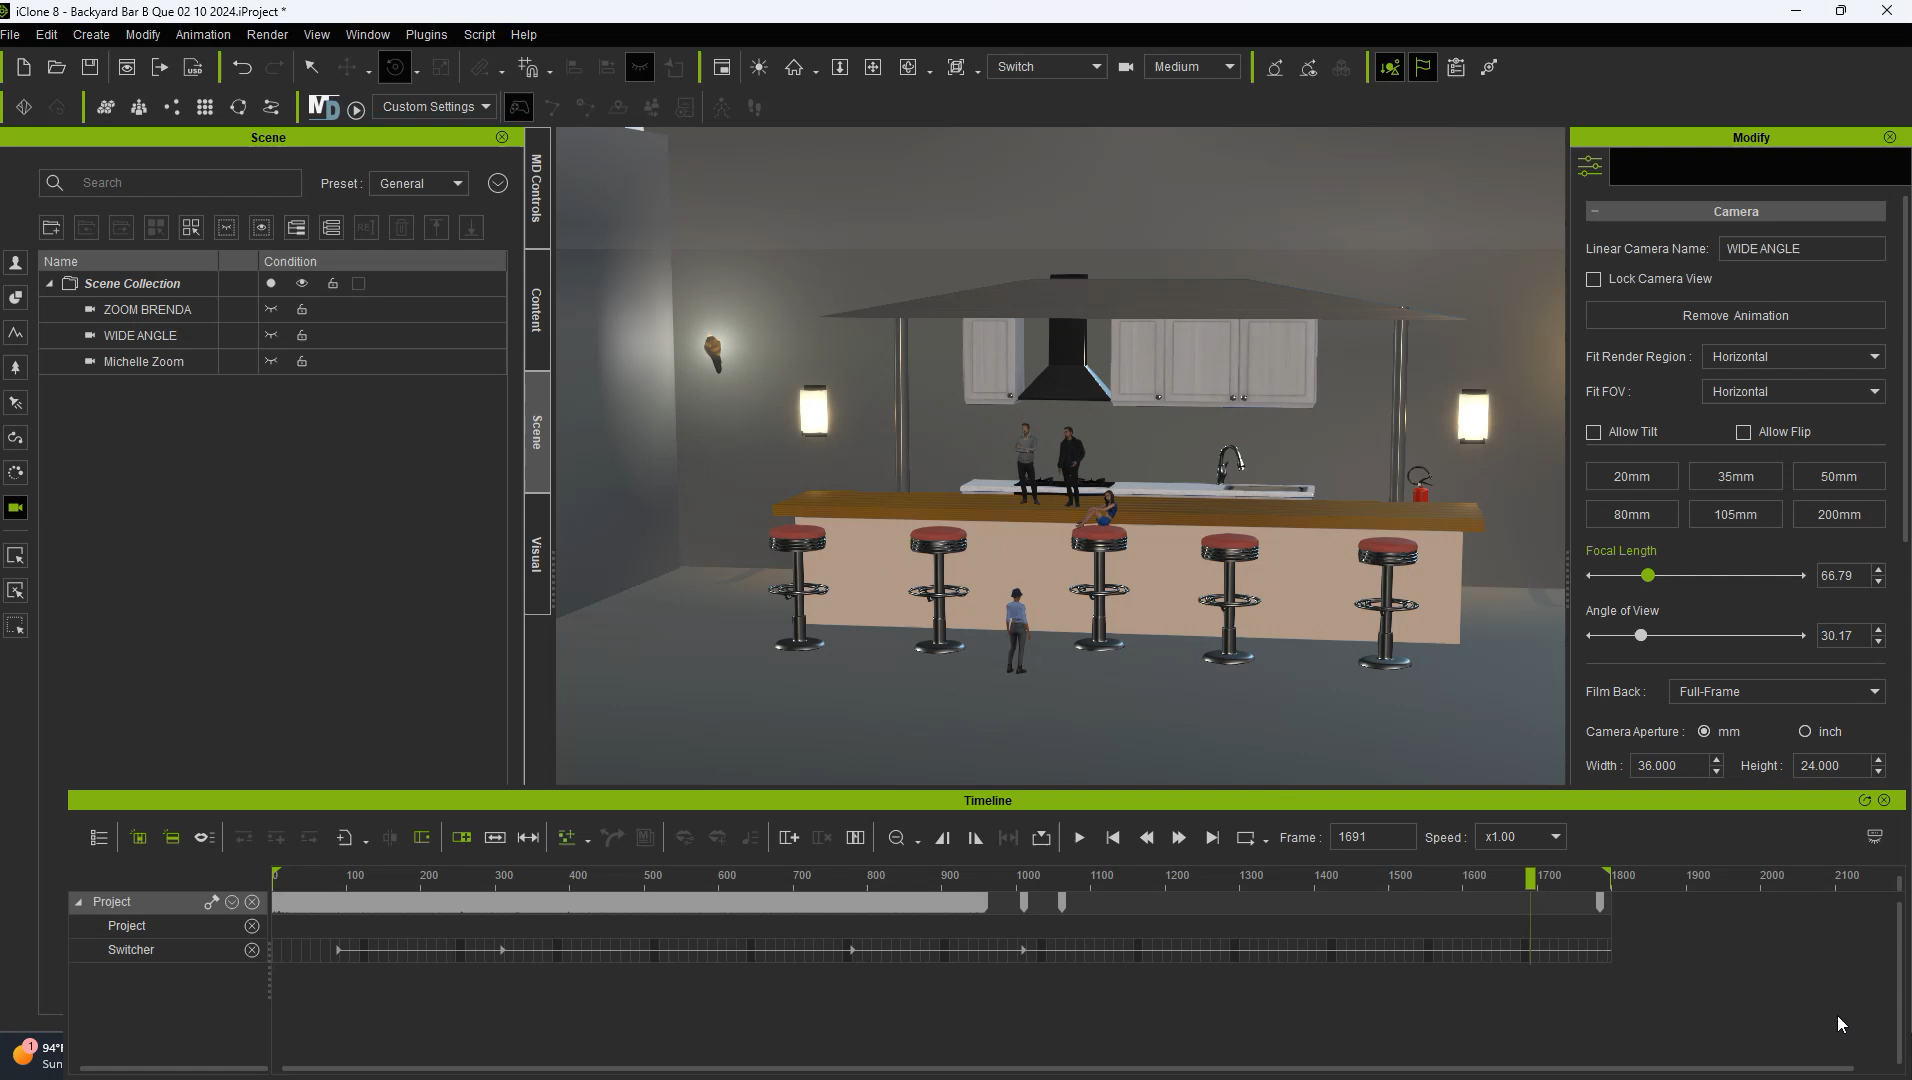 iClone 8 - Backyard Bar B Que 02 10 2024.iProject *
File Edit Create Modify Animation Render View Window Plugins Script Help
USD Switch Medium
MD Custom Settings
Scene
Search Preset : General
RE
Name Condition
Scene Collection
ZOOM BRENDA
WIDE ANGLE
Michelle Zoom
MD Controls
Content
Scene
Visual
Modify
Camera
Linear Camera Name: WIDE ANGLE
Lock Camera View
Remove Animation
Fit Render Region : Horizontal
Fit FOV : Horizontal
Allow Tilt Allow Flip
20mm 35mm 50mm
80mm 105mm 200mm
Focal Length
66.79
Angle of View
30.17
Film Back : Full-Frame
Camera Aperture : mm inch
Width : 36.000 Height : 24.000
Timeline
Frame : 1691 Speed : x1.00
0 100 200 300 400 500 600 700 800 900 1000 1100 1200 1300 1400 1500 1600 1700 1800 1900 2000 2100
Project
Project
Switcher
1 94°F
Sun